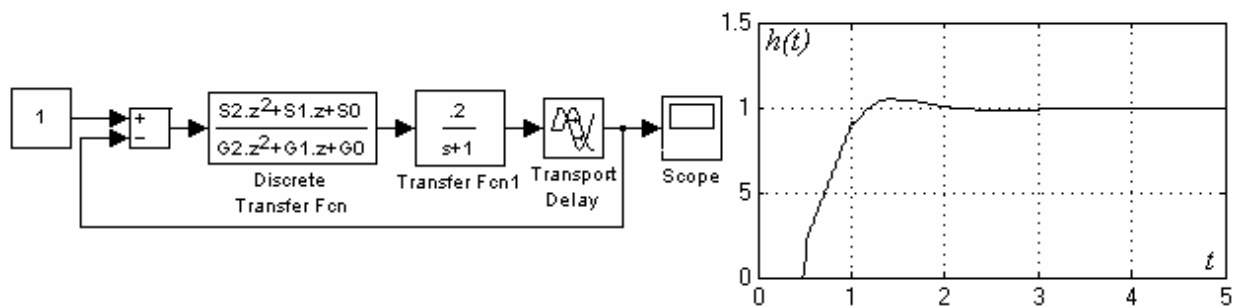 1
+
−
S2.z²+S1.z+S0
G2.z²+G1.z+G0
Discrete
Transfer Fcn
.2
s+1
Transfer Fcn1
Transport
Delay
Scope
1.5
h(t)
1
5
0
0 1 2 3 4 5
t